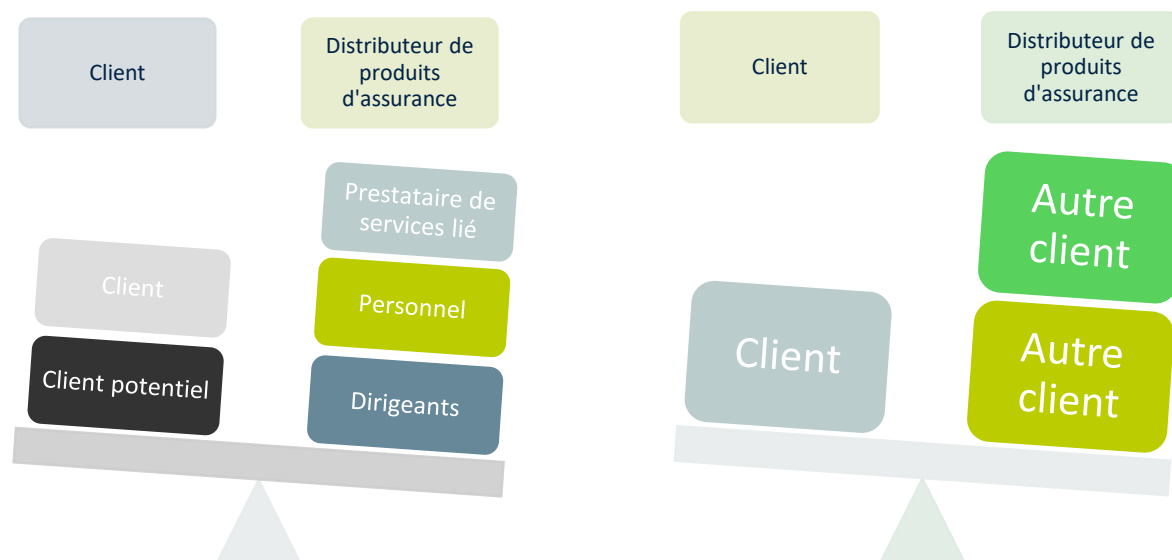 Client
Distributeur de
produits
d'assurance
Prestataire de
services lié
Client
Personnel
Client potentiel
Dirigeants
Client
Distributeur de
produits
d'assurance
Autre
client
Client
Autre
client